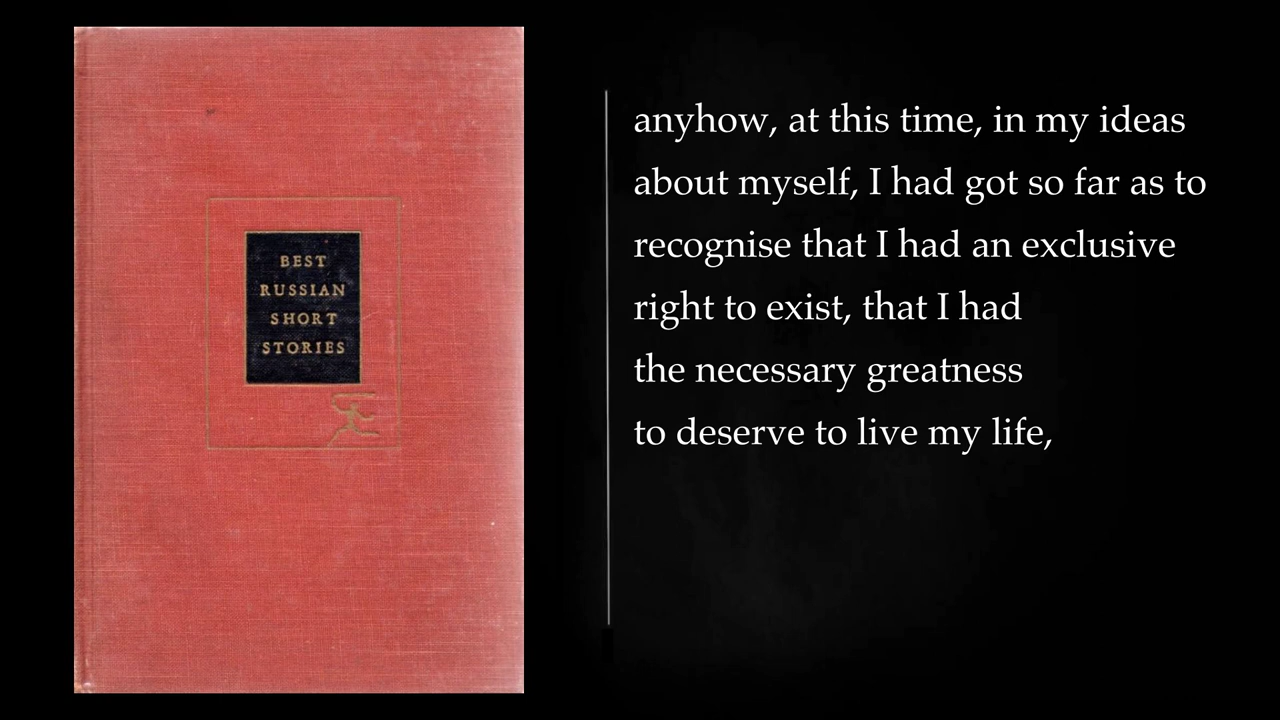 BEST
RUSSIAN
SHORT
STORIES
anyhow, at this time, in my ideas
about myself, I had got so far as to
recognise that I had an exclusive
right to exist, that I had
the necessary greatness
to deserve to live my life,